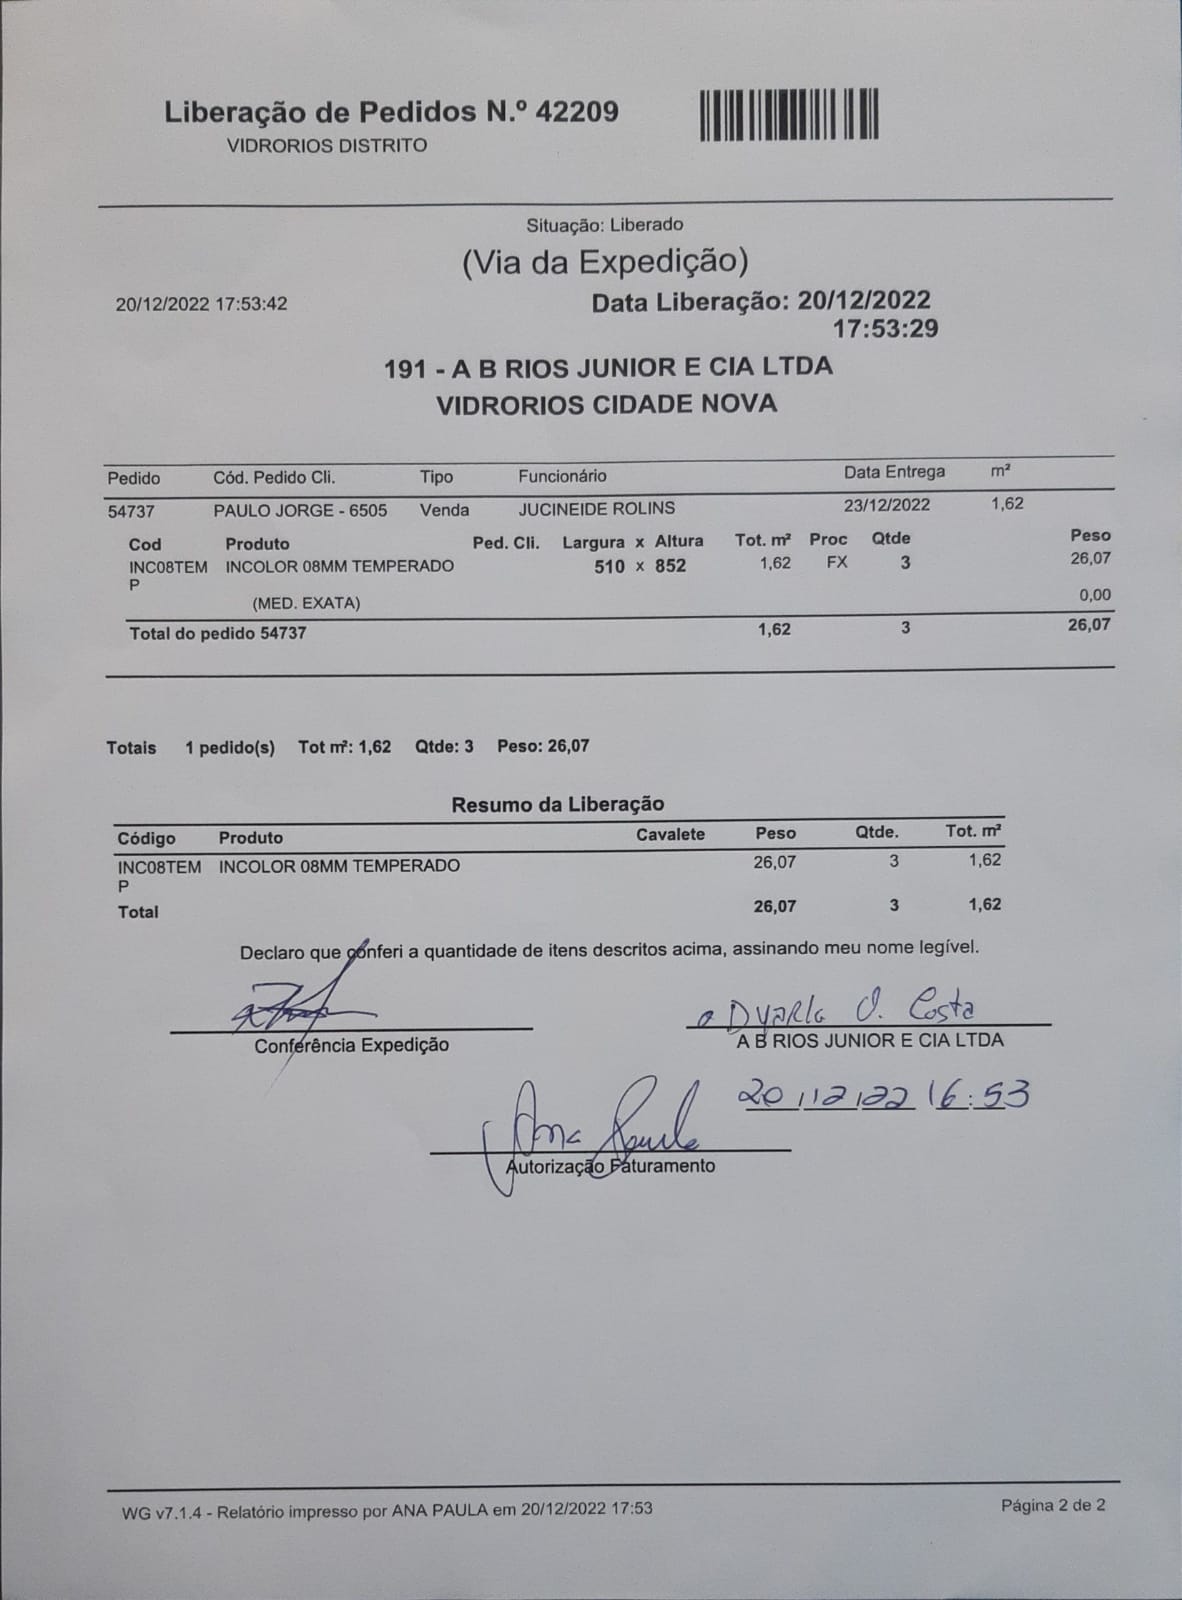 Liberação de Pedidos N.º 42209
VIDRORIOS DISTRITO
Situação: Liberado
(Via da Expedição)
20/12/2022 17:53:42 Data Liberação: 20/12/2022
17:53:29
191 - A B RIOS JUNIOR E CIA LTDA
VIDRORIOS CIDADE NOVA
Pedido Cód. Pedido Cli. Tipo Funcionário Data Entrega m²
54737 PAULO JORGE - 6505 Venda JUCINEIDE ROLINS 23/12/2022 1,62
Cod Produto Ped. Cli. Largura x Altura Tot. m² Proc Qtde Peso
INC08TEM INCOLOR 08MM TEMPERADO 510 x 852 1,62 FX 3 26,07
P
(MED. EXATA) 0,00
Total do pedido 54737 1,62 3 26,07
Totais 1 pedido(s) Tot m²: 1,62 Qtde: 3 Peso: 26,07
Resumo da Liberação
Código Produto Cavalete Peso Qtde. Tot. m²
INC08TEM INCOLOR 08MM TEMPERADO 26,07 3 1,62
P
Total 26,07 3 1,62
Declaro que conferi a quantidade de itens descritos acima, assinando meu nome legível.
Costa
Conferência Expedição A B RIOS JUNIOR E CIA LTDA
20/12/22 16:53
Ana Paula
Autorização Faturamento
WG v7.1.4 - Relatório impresso por ANA PAULA em 20/12/2022 17:53 Página 2 de 2